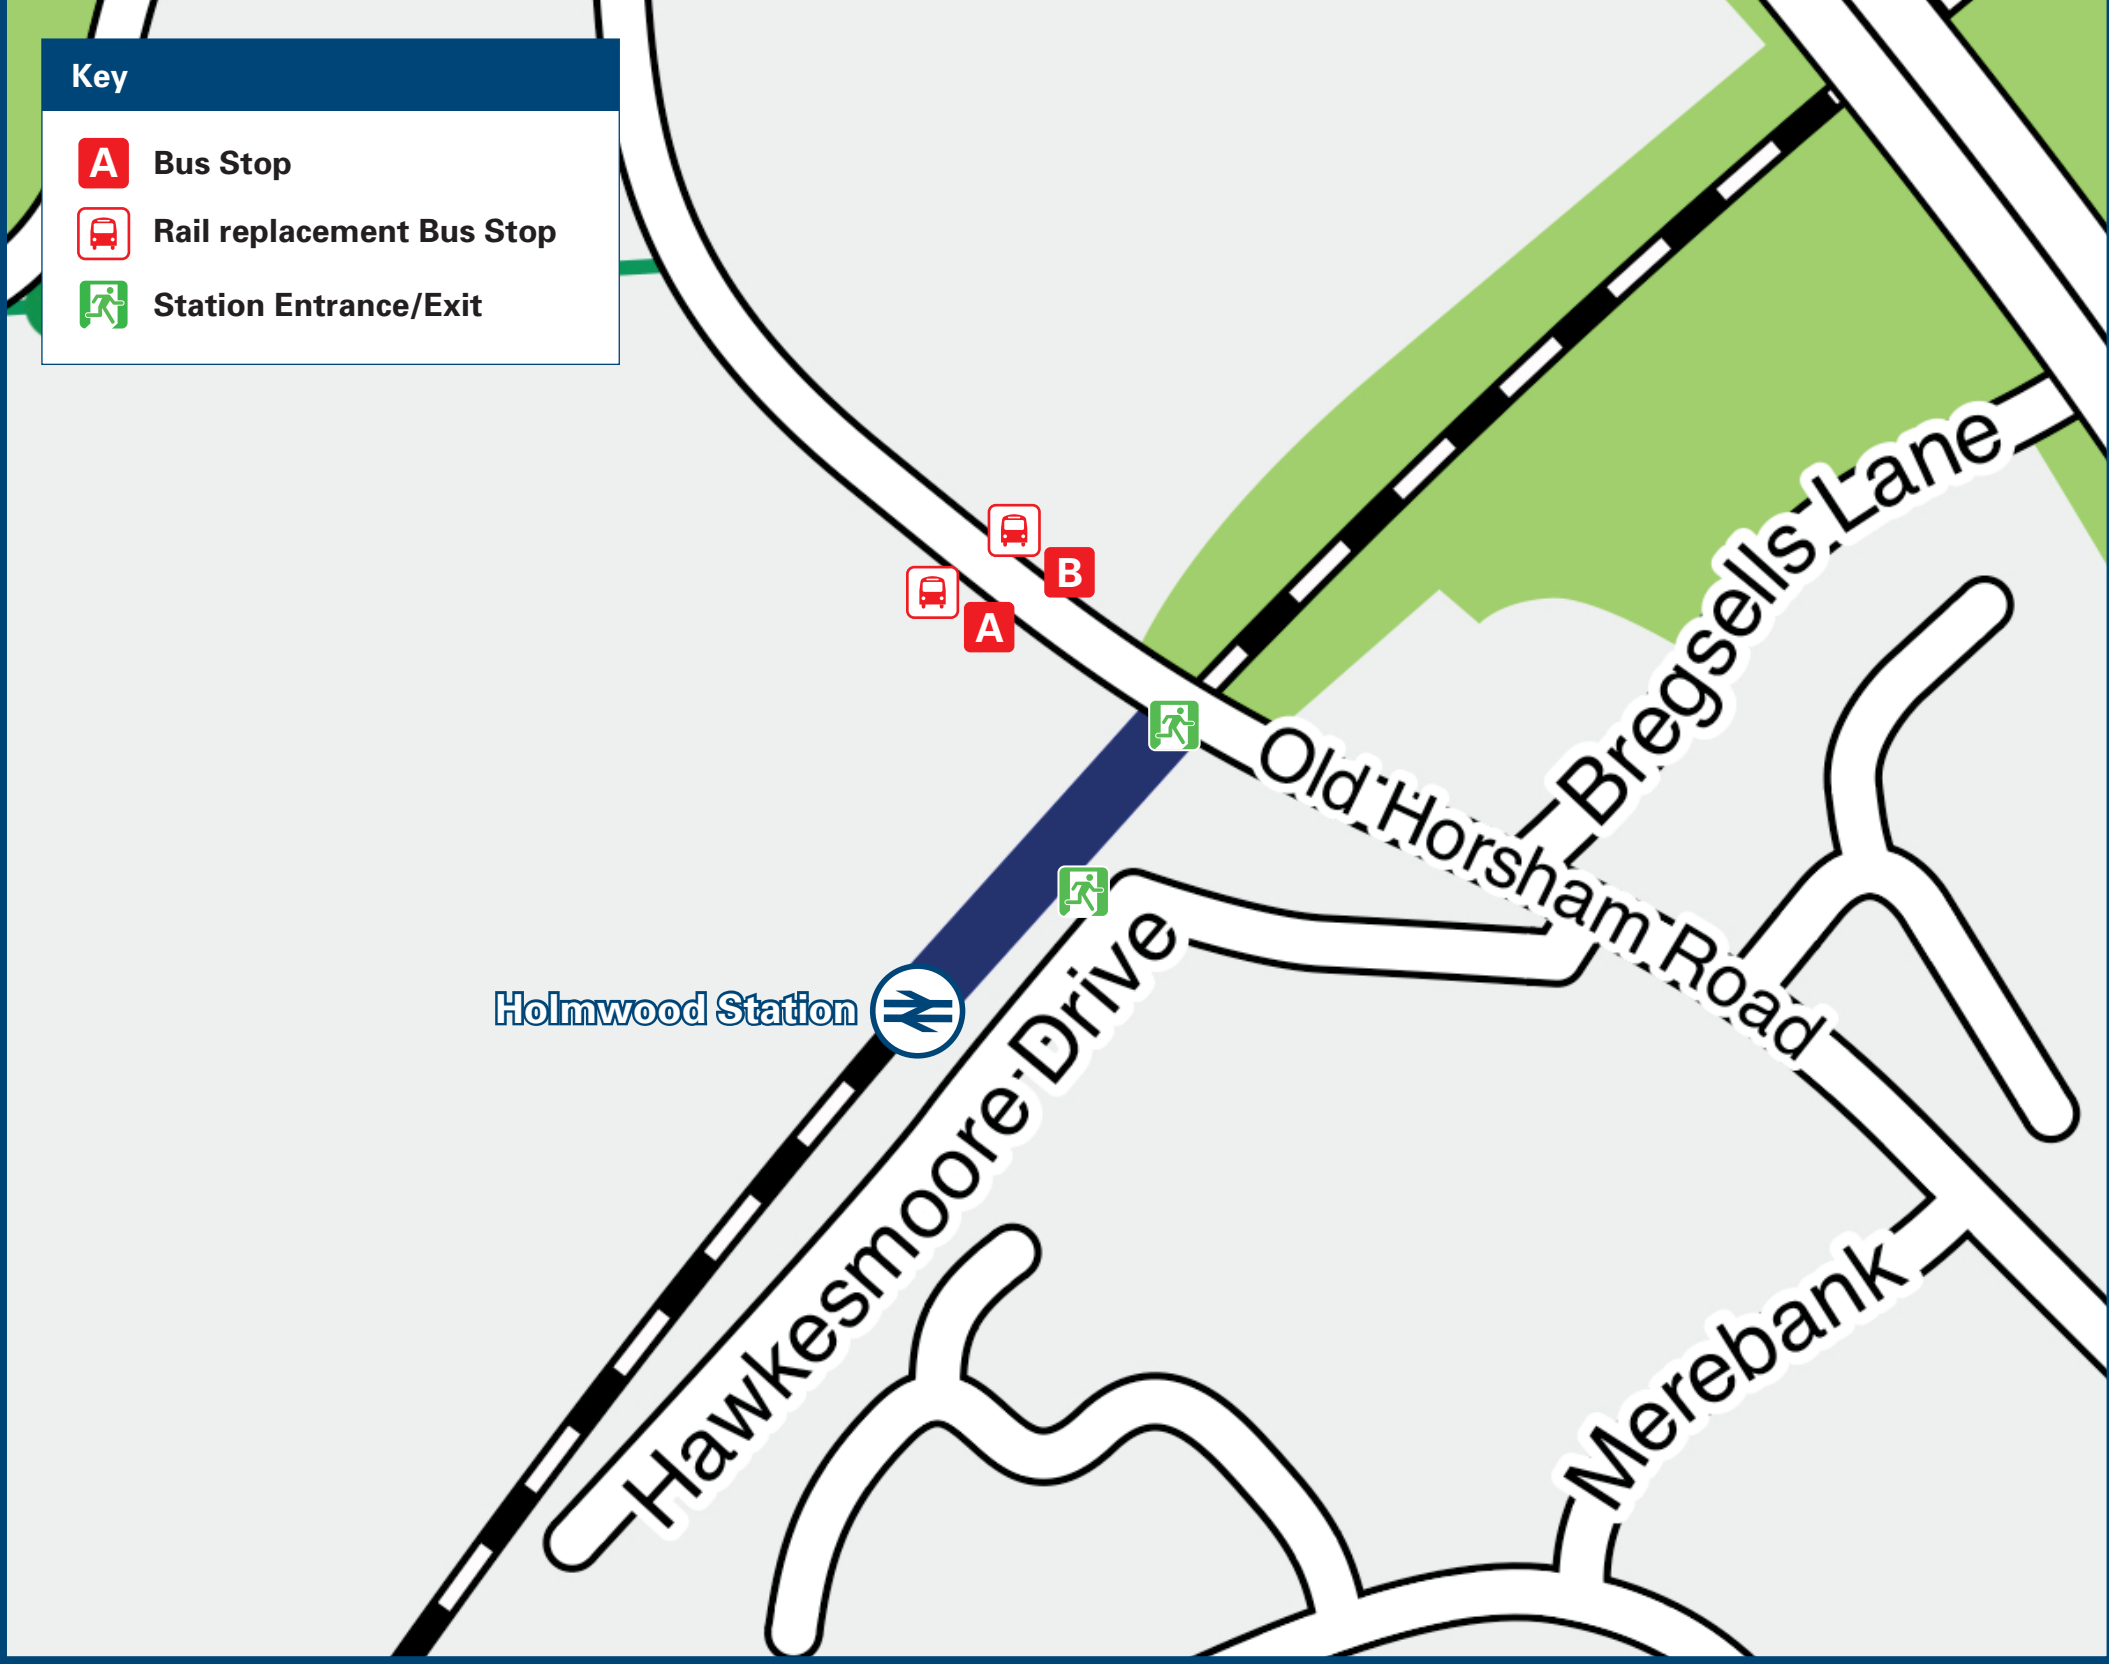 Key
A Bus Stop
Rail replacement Bus Stop
Station Entrance/Exit
B
A
Bregsells Lane
Old Horsham Road
Holmwood Station
Hawkesmoore Drive
Merebank